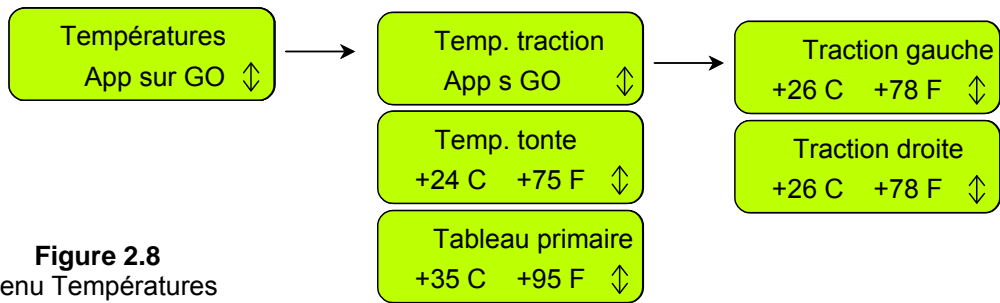 Températures
App sur GO ↕
Temp. traction
App s GO ↕
Temp. tonte
+24 C +75 F ↕
Tableau primaire
+35 C +95 F ↕
Traction gauche
+26 C +78 F ↕
Traction droite
+26 C +78 F ↕
Figure 2.8
enu Températures